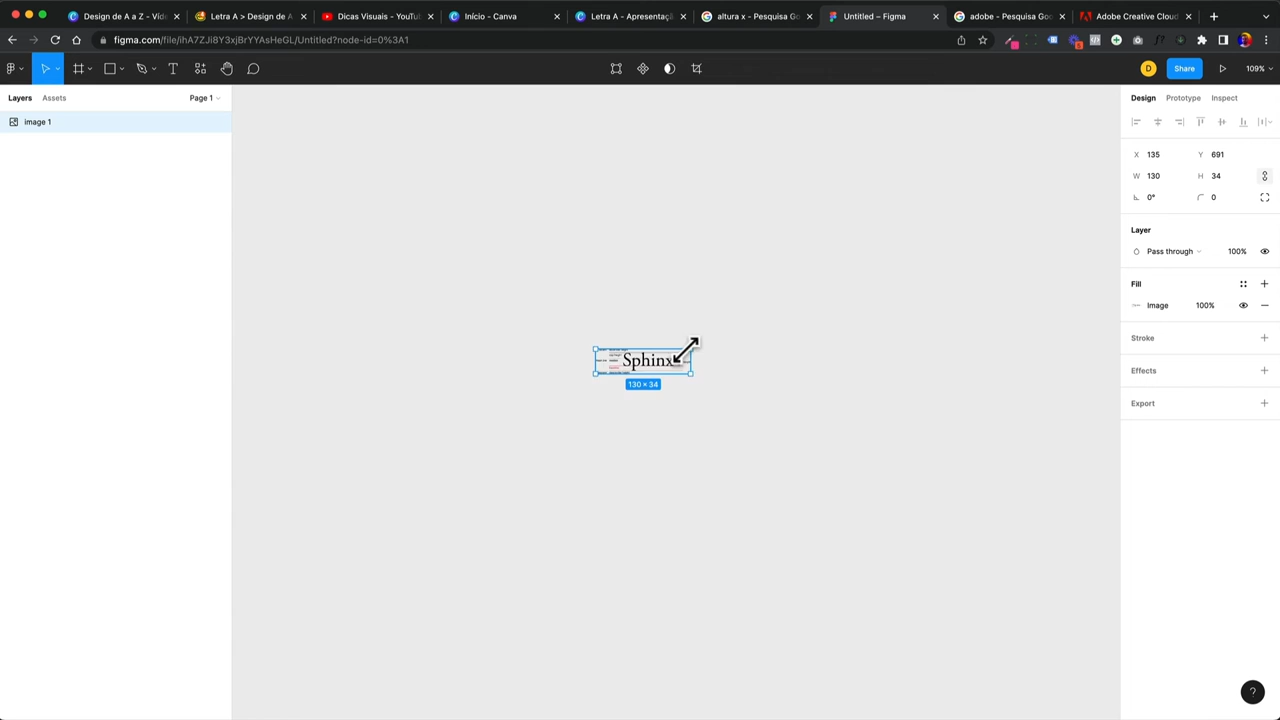 Design de A a Z - Víde
Letra A > Design de A
Dicas Visuais - YouTu
Início - Canva
Letra A - Apresentaçã
altura x - Pesquisa Go
Untitled – Figma
adobe - Pesquisa Goo
Adobe Creative Cloud
figma.com/file/ihA7ZJi8Y3xjBrYYAsHeGL/Untitled?node-id=0%3A1
D
Share
109%
Layers
Assets
Page 1
image 1
Design
Prototype
Inspect
X 135
Y 691
W 130
H 34
0°
0
Layer
Pass through
100%
Fill
Image
100%
Stroke
Effects
Export
Sphinx
130 × 34
?